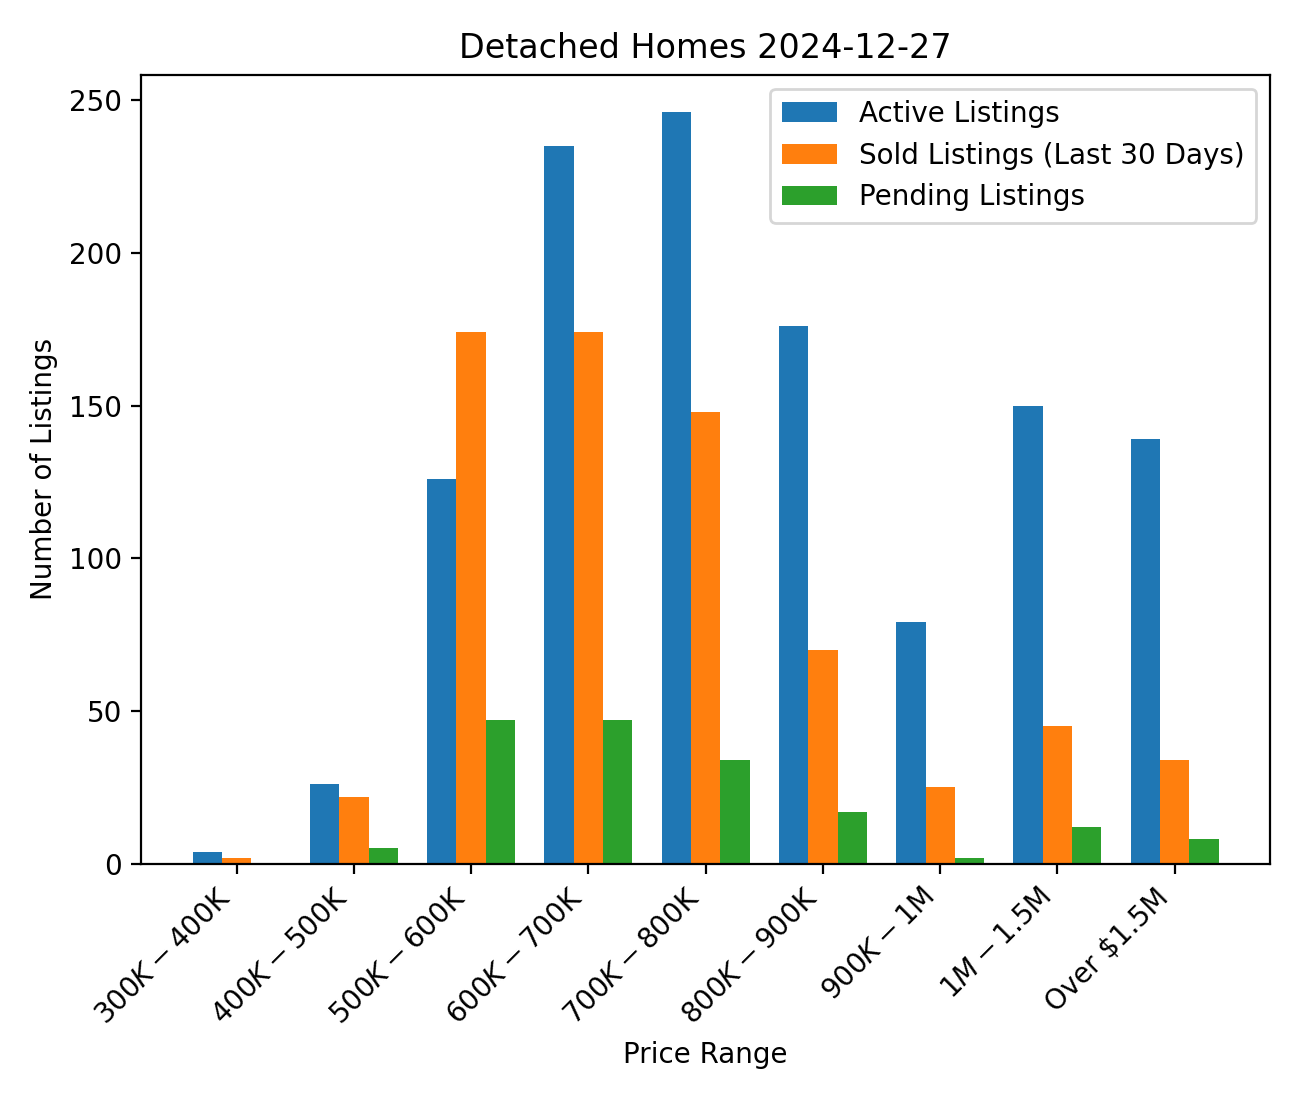 Detached Homes 2024-12-27
250
200
150
100
50
0
Number of Listings
Active Listings
Sold Listings (Last 30 Days)
Pending Listings
300K − 400K
400K − 500K
500K − 600K
600K − 700K
700K − 800K
800K − 900K
900K − 1M
1M − 1.5M
Over $1.5M
Price Range